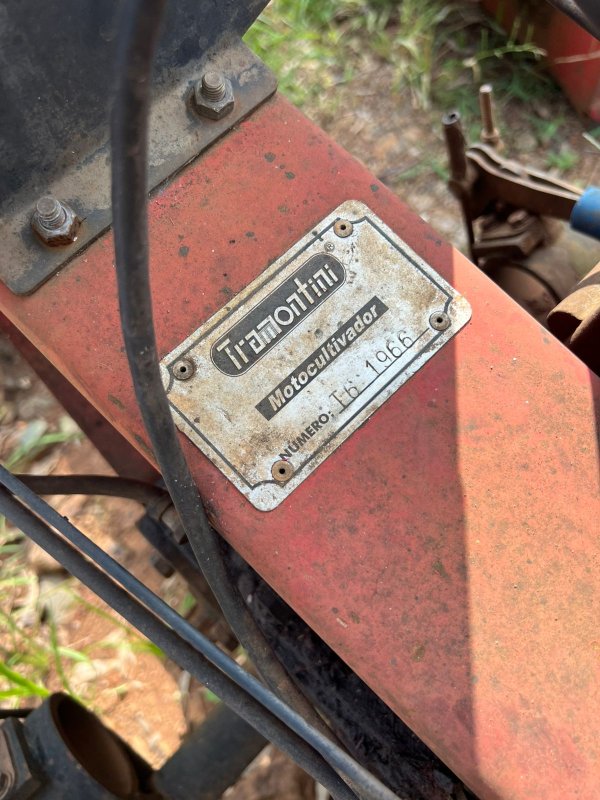 Tramontini ®
Motocultivador
NÚMERO: T6 1966